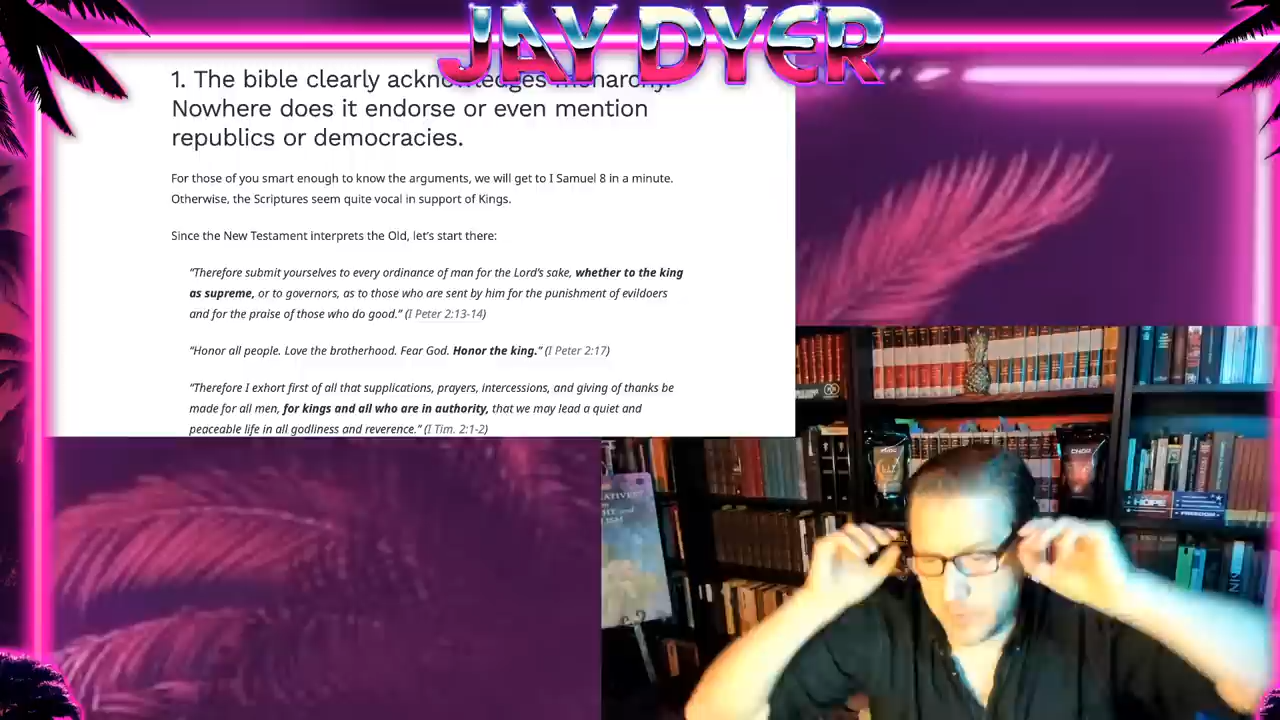 JAY DYER
1. The bible clearly acknowledges monarchy.
Nowhere does it endorse or even mention
republics or democracies.
For those of you smart enough to know the arguments, we will get to I Samuel 8 in a minute.
Otherwise, the Scriptures seem quite vocal in support of Kings.
Since the New Testament interprets the Old, let's start there:
“Therefore submit yourselves to every ordinance of man for the Lord's sake, whether to the king
as supreme, or to governors, as to those who are sent by him for the punishment of evildoers
and for the praise of those who do good.” (I Peter 2:13-14)
“Honor all people. Love the brotherhood. Fear God. Honor the king.” (I Peter 2:17)
“Therefore I exhort first of all that supplications, prayers, intercessions, and giving of thanks be
made for all men, for kings and all who are in authority, that we may lead a quiet and
peaceable life in all godliness and reverence.” (I Tim. 2:1-2)
CHOQ
HOPE
FREEDOM